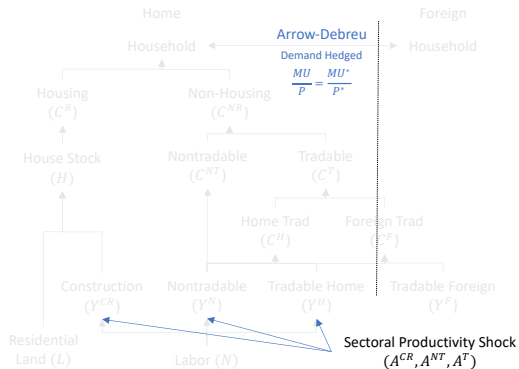 Home Foreign
Arrow-Debreu
Household Household
Demand Hedged
MU/P = MU*/P*
Housing Non-Housing
(C^R) (C^NR)
House Stock Nontradable Tradable
(H) (C^NT) (C^T)
Home Trad Foreign Trad
(C^H) (C^F)
Construction Nontradable Tradable Home Tradable Foreign
(Y^CR) (Y^N) (Y^H) (Y^F)
Residential Sectoral Productivity Shock
Land (L) Labor (N) (A^CR, A^NT, A^T)